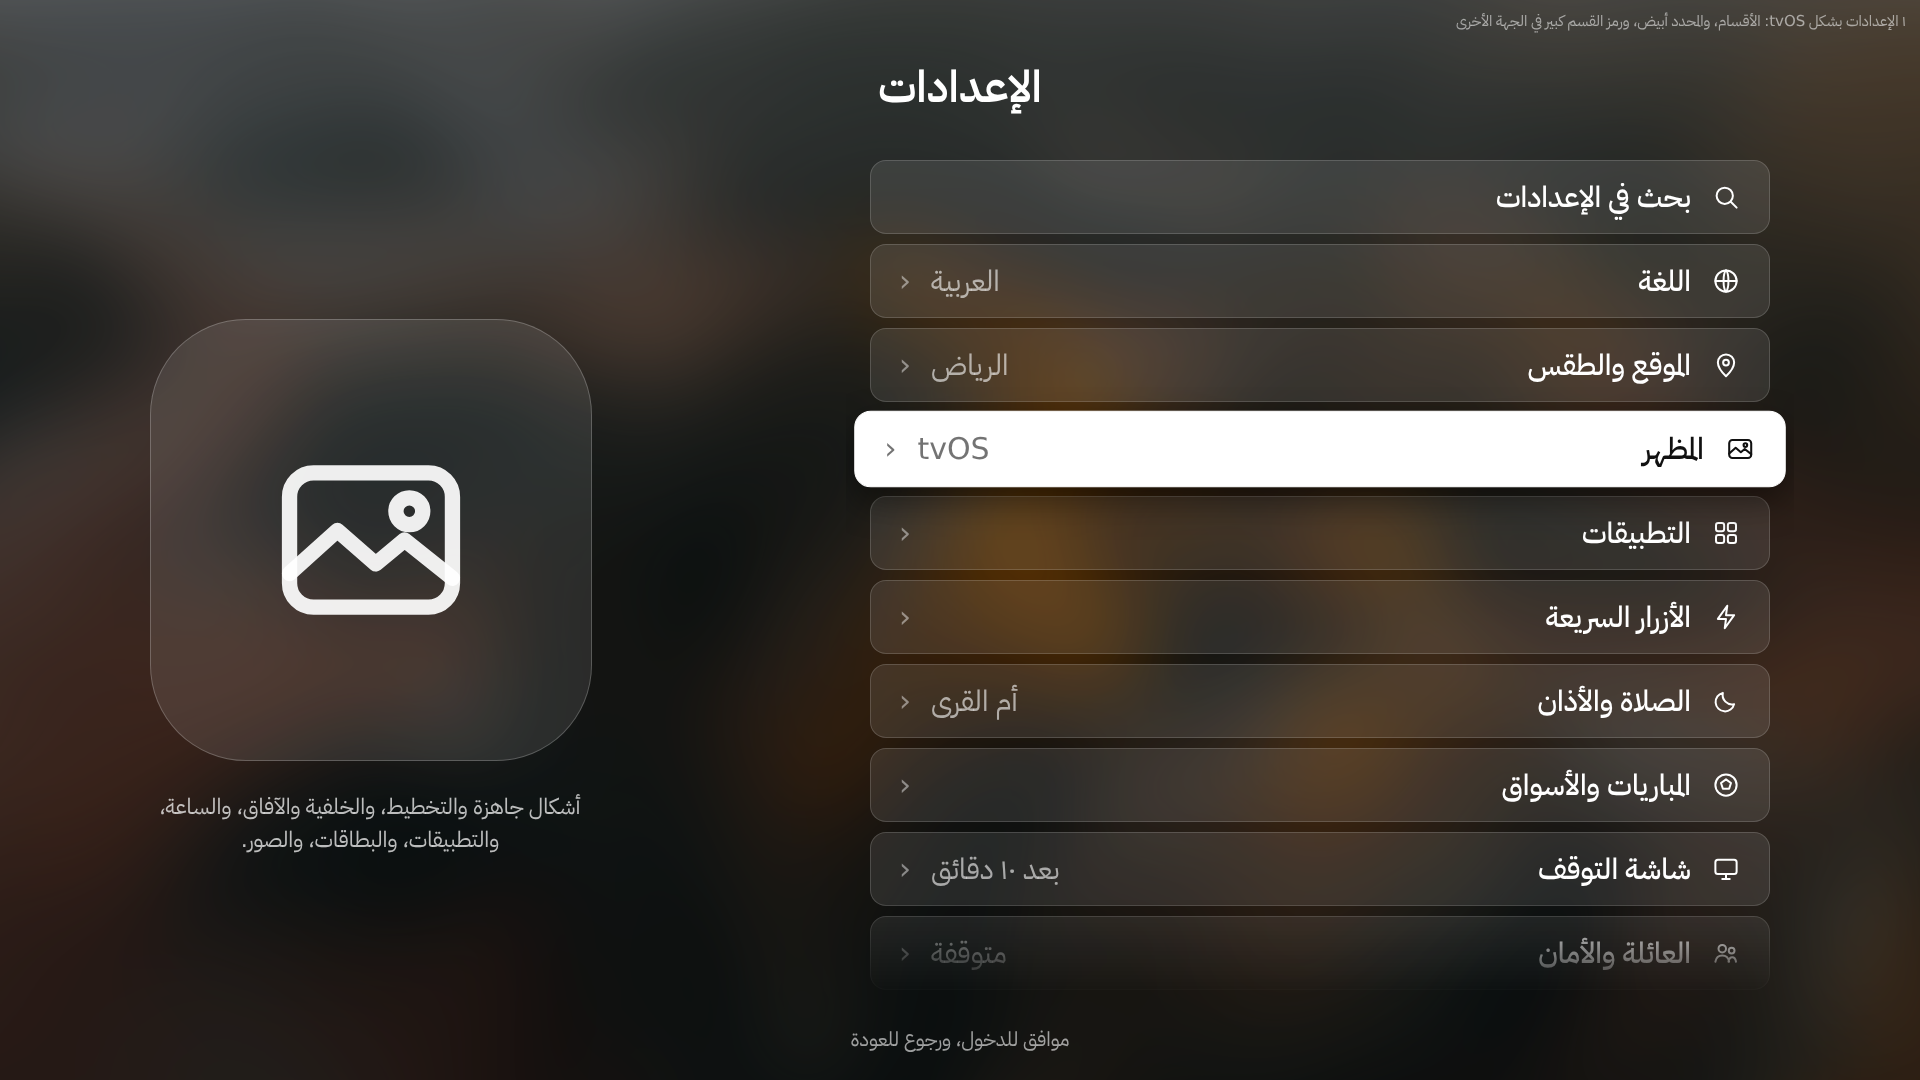 ١ الإعدادات بشكل tvOS: الأقسام، والمحدد أبيض، ورمز القسم كبير في الجهة الأخرى
الإعدادات
بحث في الإعدادات
اللغة العربية
الموقع والطقس الرياض
المظهر tvOS
التطبيقات
الأزرار السريعة
الصلاة والأذان أم القرى
المباريات والأسواق
شاشة التوقف بعد ١٠ دقائق
العائلة والأمان متوقفة
أشكال جاهزة والتخطيط، والخلفية والآفاق، والساعة،
والتطبيقات، والبطاقات، والصور.
موافق للدخول، ورجوع للعودة